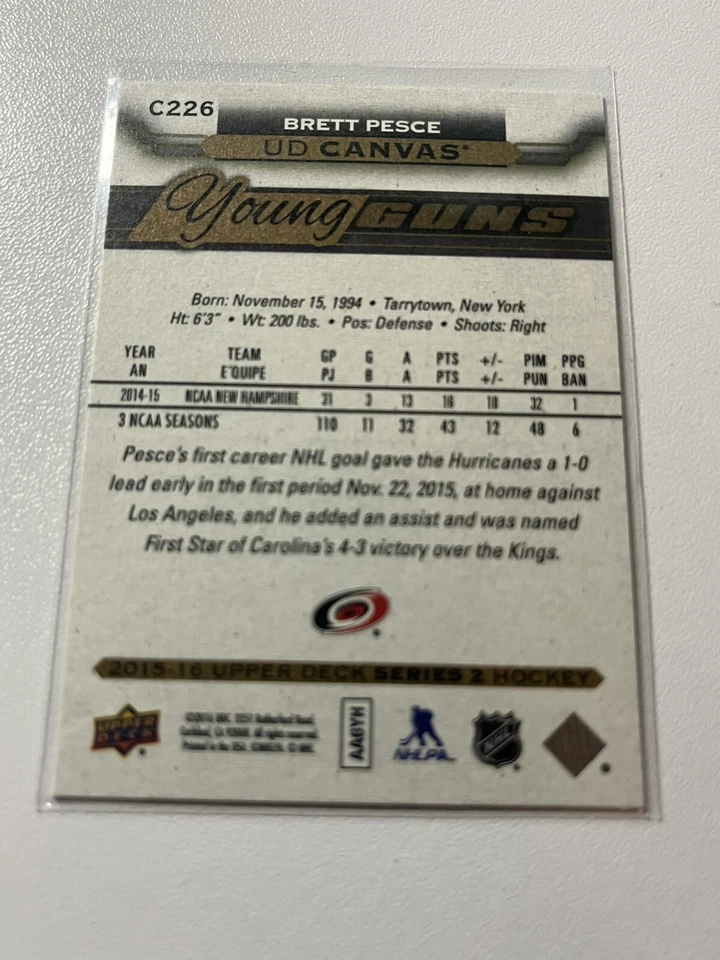 C226
BRETT PESCE
UD CANVAS
Young GUNS
Born: November 15, 1994 • Tarrytown, New York
Ht: 6'3" • Wt: 200 lbs. • Pos: Defense • Shoots: Right
YEAR TEAM GP G A PTS +/- PIM PPG
AN ÉQUIPE PJ B A PTS +/- PUN BAN
2014-15 NCAA NEW HAMPSHIRE 31 3 13 16 10 32 1
3 NCAA SEASONS 110 11 32 43 12 48 6
Pesce's first career NHL goal gave the Hurricanes a 1-0
lead early in the first period Nov. 22, 2015, at home against
Los Angeles, and he added an assist and was named
First Star of Carolina's 4-3 victory over the Kings.
2015-16 UPPER DECK SERIES 2 HOCKEY
UPPER DECK
AA6YH
NHLPA
NHL